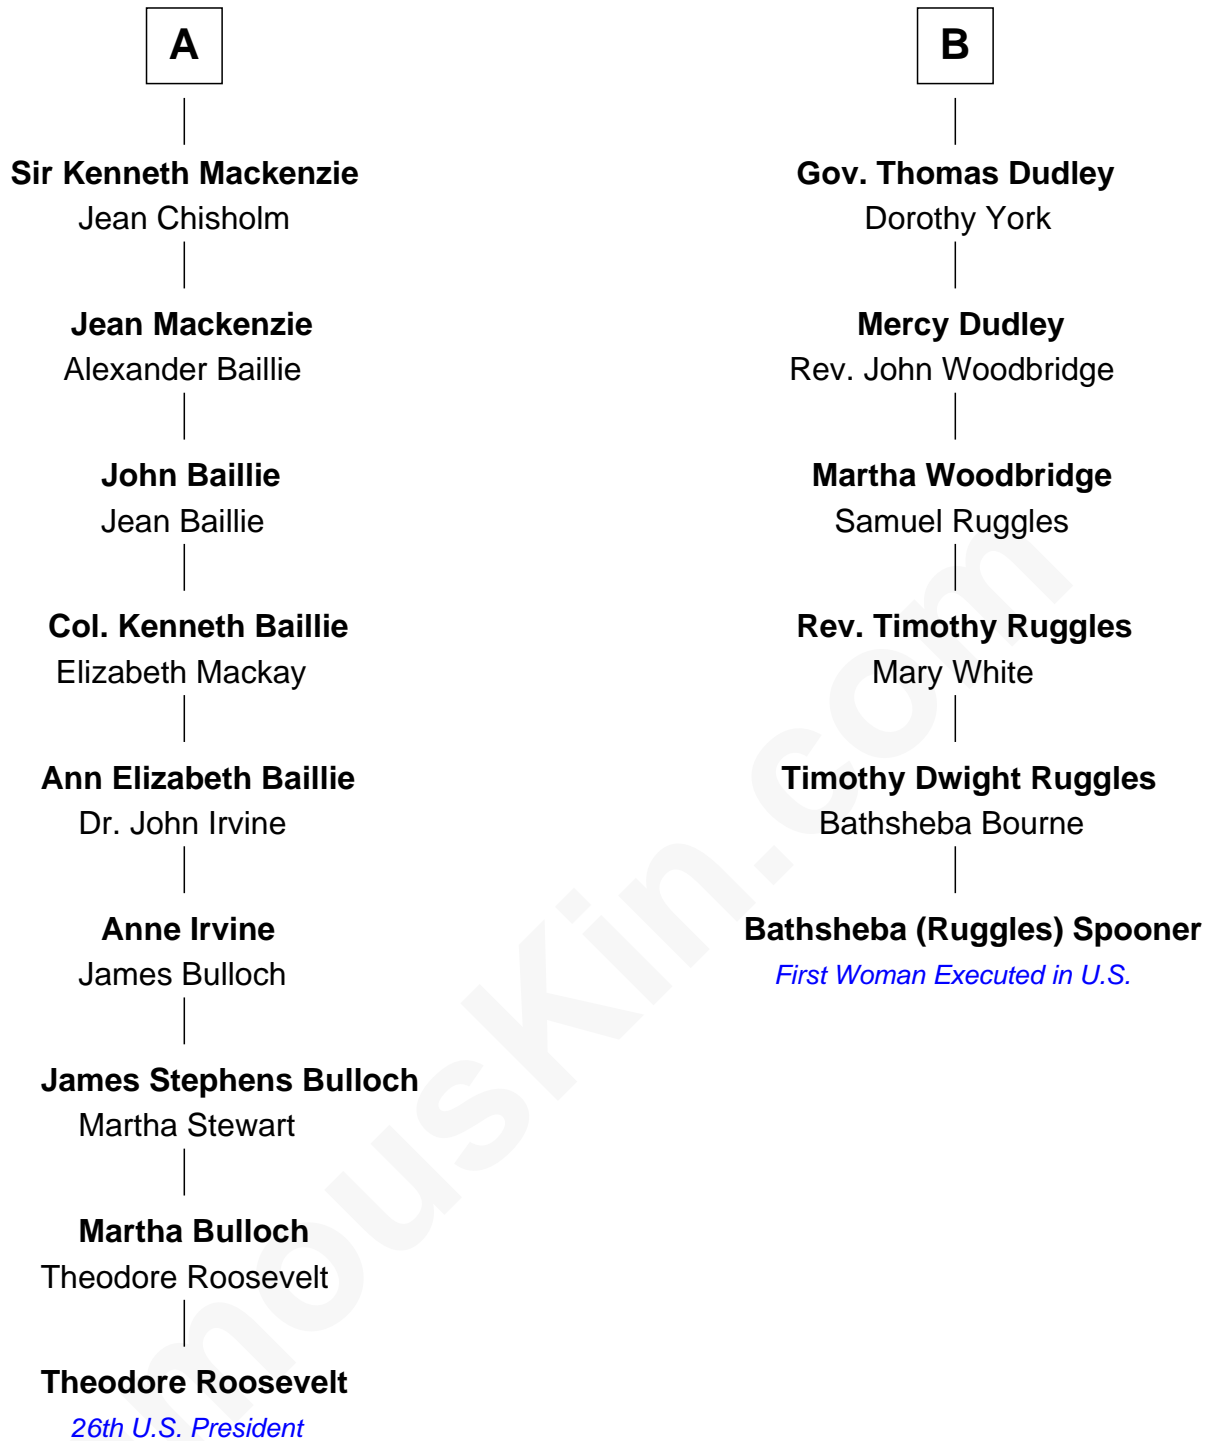 A
Sir Kenneth Mackenzie
Jean Chisholm
Jean Mackenzie
Alexander Baillie
John Baillie
Jean Baillie
Col. Kenneth Baillie
Elizabeth Mackay
Ann Elizabeth Baillie
Dr. John Irvine
Anne Irvine
James Bulloch
James Stephens Bulloch
Martha Stewart
Martha Bulloch
Theodore Roosevelt
Theodore Roosevelt
26th U.S. President
B
Gov. Thomas Dudley
Dorothy York
Mercy Dudley
Rev. John Woodbridge
Martha Woodbridge
Samuel Ruggles
Rev. Timothy Ruggles
Mary White
Timothy Dwight Ruggles
Bathsheba Bourne
Bathsheba (Ruggles) Spooner
First Woman Executed in U.S.
mouskin.com